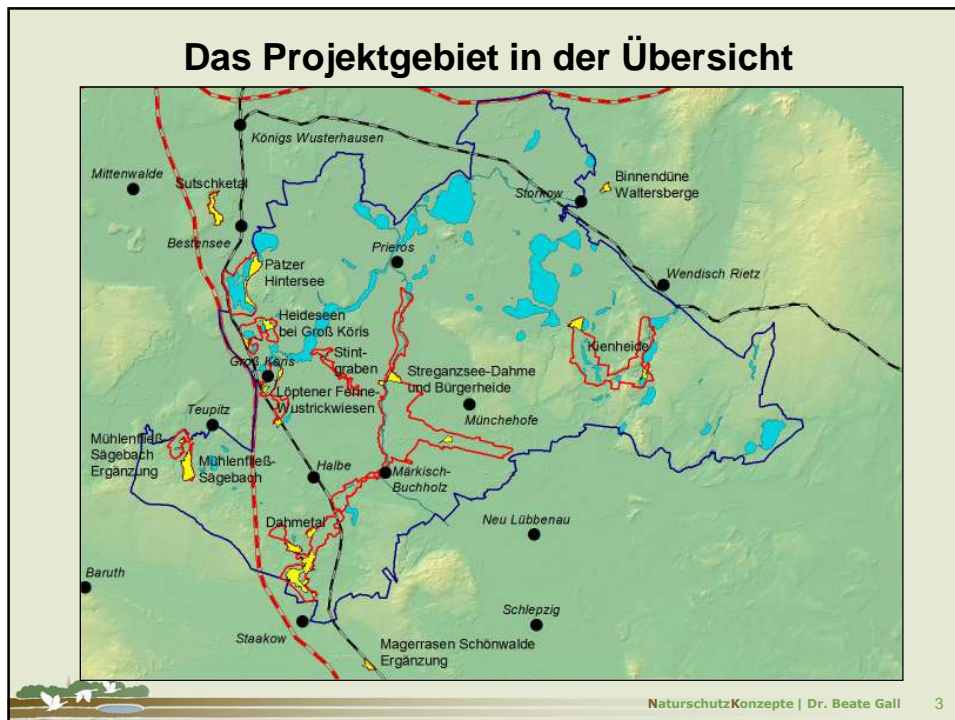 Das Projektgebiet in der Übersicht
Königs Wusterhausen
Mittenwalde
Sutschketal
Binnendüne
Waltersberge
Storkow
Bestensee
Prieros
Pätzer
Hintersee
Wendisch Rietz
Heideseen
bei Groß Köris
Kienheide
Stint-
graben
Groß Köris
Streganzsee-Dahme
und Bürgerheide
Löptener Fenne-
Wustrickwiesen
Münchehofe
Teupitz
Mühlenfließ-
Sägebach
Ergänzung
Mühlenfließ-
Sägebach
Halbe
Märkisch-
Buchholz
Dahmetal
Neu Lübbenau
Baruth
Schlepzig
Staakow
Magerrasen Schönwalde
Ergänzung
NaturschutzKonzepte | Dr. Beate Gall 3